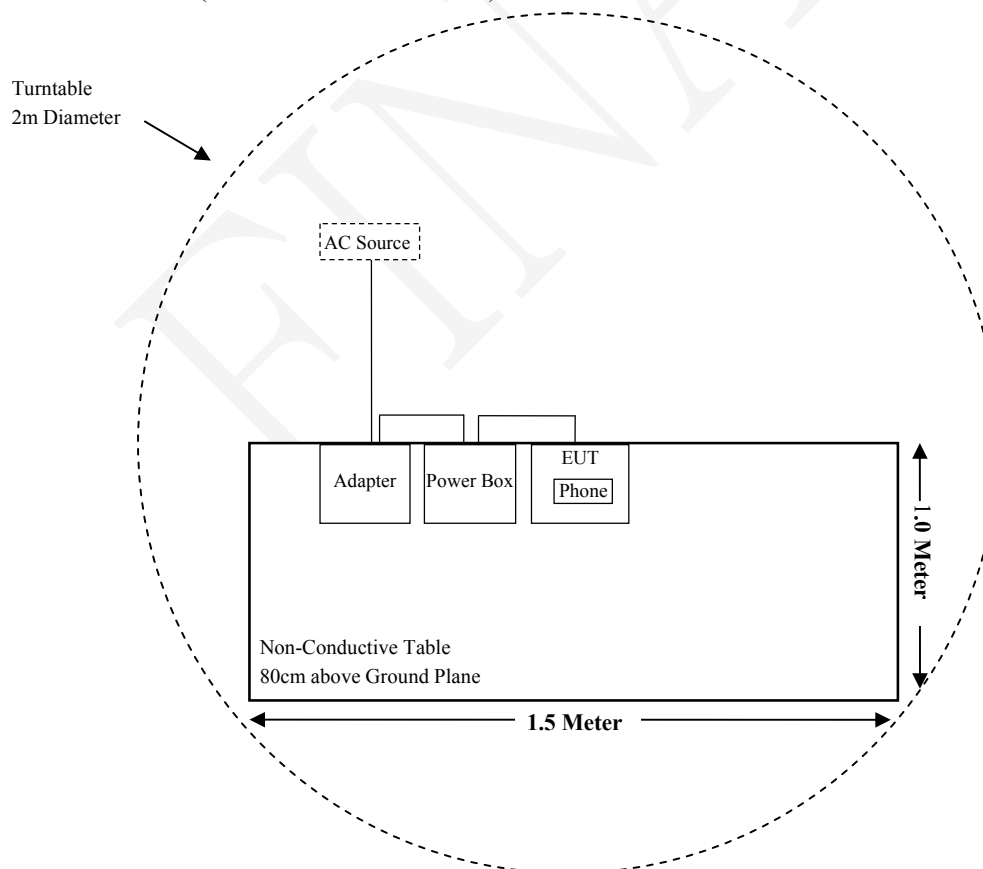 Turntable
2m Diameter
AC Source
EUT
Adapter
Power Box
Phone
1.0 Meter
Non-Conductive Table
80cm above Ground Plane
1.5 Meter